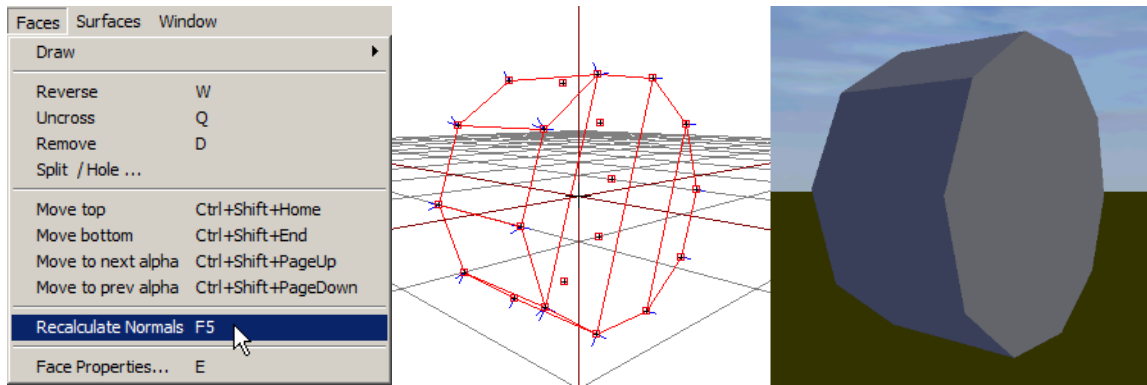 Faces Surfaces Window
Draw
Reverse W
Uncross Q
Remove D
Split / Hole ...
Move top Ctrl+Shift+Home
Move bottom Ctrl+Shift+End
Move to next alpha Ctrl+Shift+PageUp
Move to prev alpha Ctrl+Shift+PageDown
Recalculate Normals F5
Face Properties... E